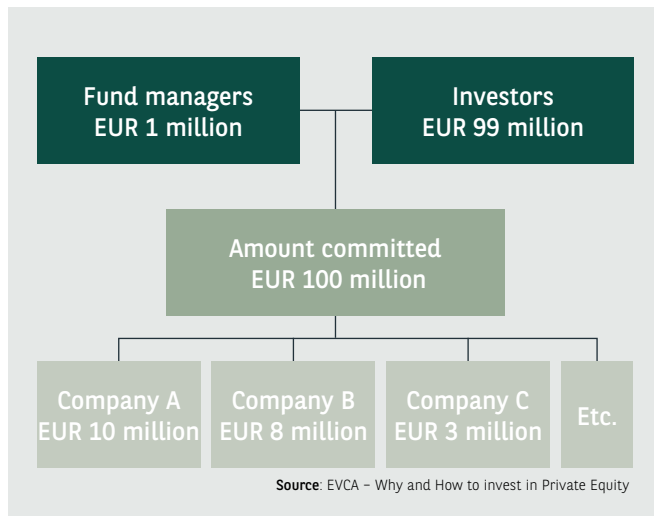 Fund managers
EUR 1 million
Investors
EUR 99 million
Amount committed
EUR 100 million
Company A
EUR 10 million
Company B
EUR 8 million
Company C
EUR 3 million
Etc.
Source: EVCA – Why and How to invest in Private Equity